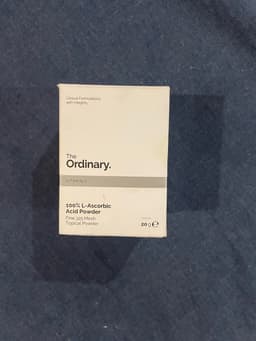 Clinical Formulations
with Integrity.
The
Ordinary.
100% L-Ascorbic
Acid Powder
Fine 325 Mesh
Topical Powder
20 g ℮